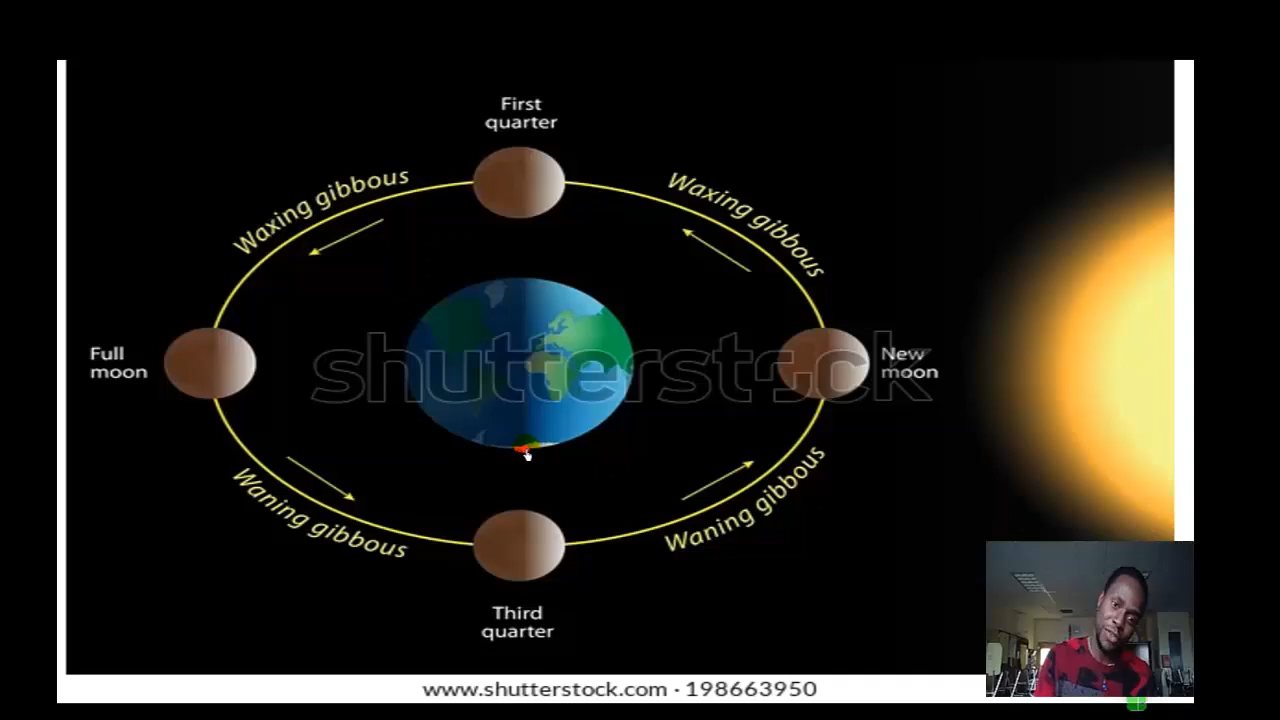 First
quarter
Waxing gibbous
Waxing gibbous
Full
moon
shutterstock
New
moon
Waning gibbous
Waning gibbous
Third
quarter
www.shutterstock.com · 198663950